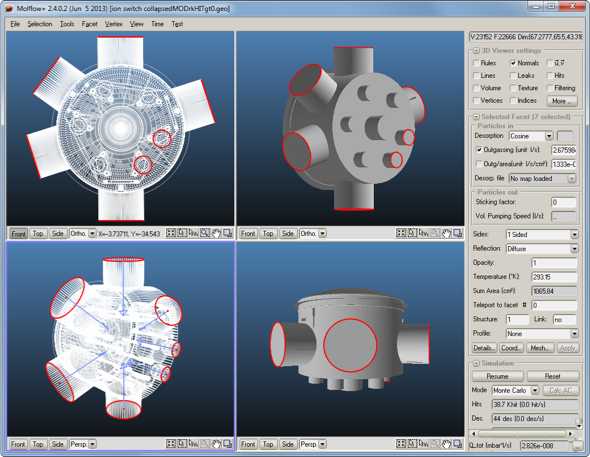 Molflow+ 2.4.0.2 (Jun 5 2013) [ion switch collapsedMODrkHITgt0.geo]
File Selection Tools Facet Vertex View Time Test
V:23152 F:22666 Dim:(67.2777,655,43.318
3D Viewer settings
Rules Normals
Lines Leaks Hits
Volume Texture Filtering
Vertices Indices More ...
Selected Facet (7 selected)
Particles in
Desorption Cosine
Outgassing (unit· l/s): 2.67598
Outg/area(unit·l/s/cm²): 1.333e-0
Desorp. file No map loaded
Particles out
Sticking factor: 0
Vol. Pumping Speed (l/s): ...
Sides: 1 Sided
Reflection: Diffuse
Opacity: 1
Temperature (°K): 293.15
Sum Area (cm²): 1065.84
Teleport to facet # 0
Structure: 1 Link: no
Profile: None
Details... Coord... Mesh... Apply
Simulation
Resume Reset
Mode Monte Carlo Calc AC
Hits 38.7 Khit (0.0 hit/s)
Des. 44 des (0.0 des/s)
Q_tot (mbar*l/s) 2.826e-008 ...
Front Top Side Ortho. X=-3.73711, Y=-34.543
Front Top Side Ortho.
Front Top Side Persp.
Front Top Side Persp.